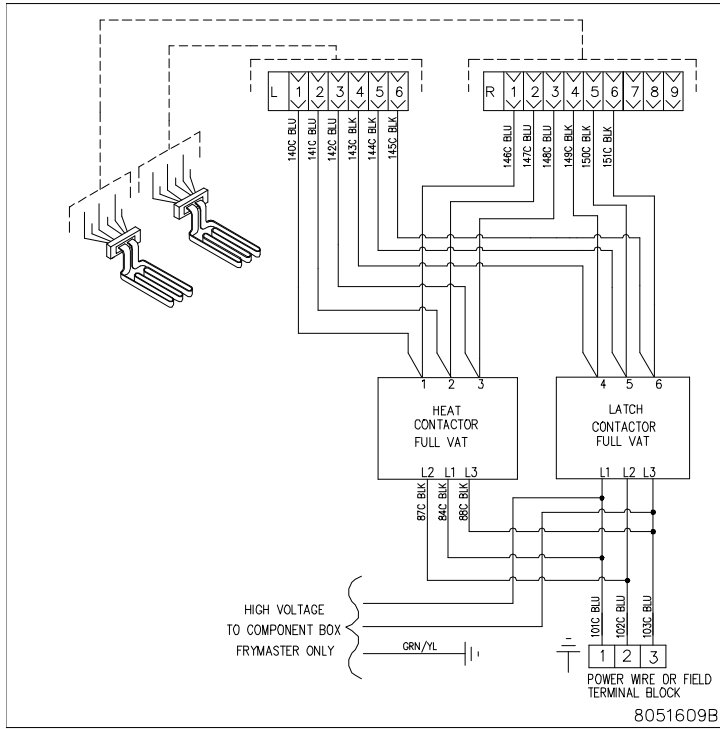 L 1 2 3 4 5 6
R 1 2 3 4 5 6 7 8 9
140C BLU
141C BLU
142C BLU
143C BLK
144C BLK
145C BLK
146C BLU
147C BLU
148C BLU
149C BLK
150C BLK
151C BLK
1 2 3
HEAT
CONTACTOR
FULL VAT
L2 L1 L3
4 5 6
LATCH
CONTACTOR
FULL VAT
L1 L2 L3
87C BLK
84C BLK
88C BLK
HIGH VOLTAGE
TO COMPONENT BOX
FRYMASTER ONLY
GRN/YL
101C BLU
102C BLU
103C BLU
1 2 3
POWER WIRE OR FIELD
TERMINAL BLOCK
8051609B